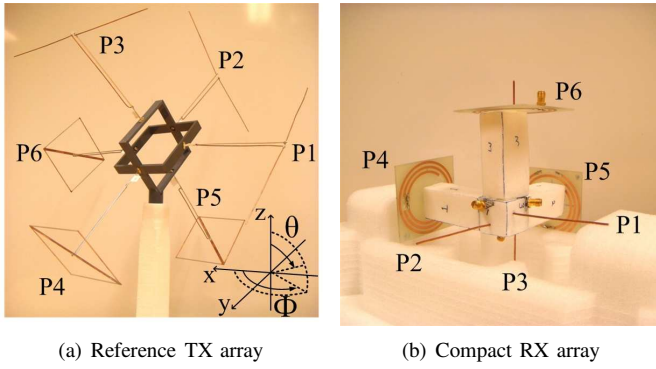 P3
P2
P6
P1
P5
P4
z
θ
x
y
Φ
P6
P4
P5
P1
P2
P3
(a) Reference TX array
(b) Compact RX array